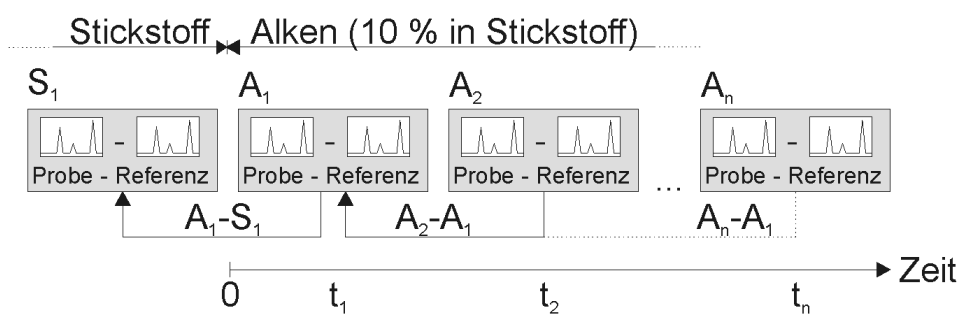 Stickstoff Alken (10 % in Stickstoff)
S₁ A₁ A₂ Aₙ
- - - -
Probe - Referenz Probe - Referenz Probe - Referenz ... Probe - Referenz
A₁-S₁ A₂-A₁ Aₙ-A₁
Zeit
0 t₁ t₂ tₙ